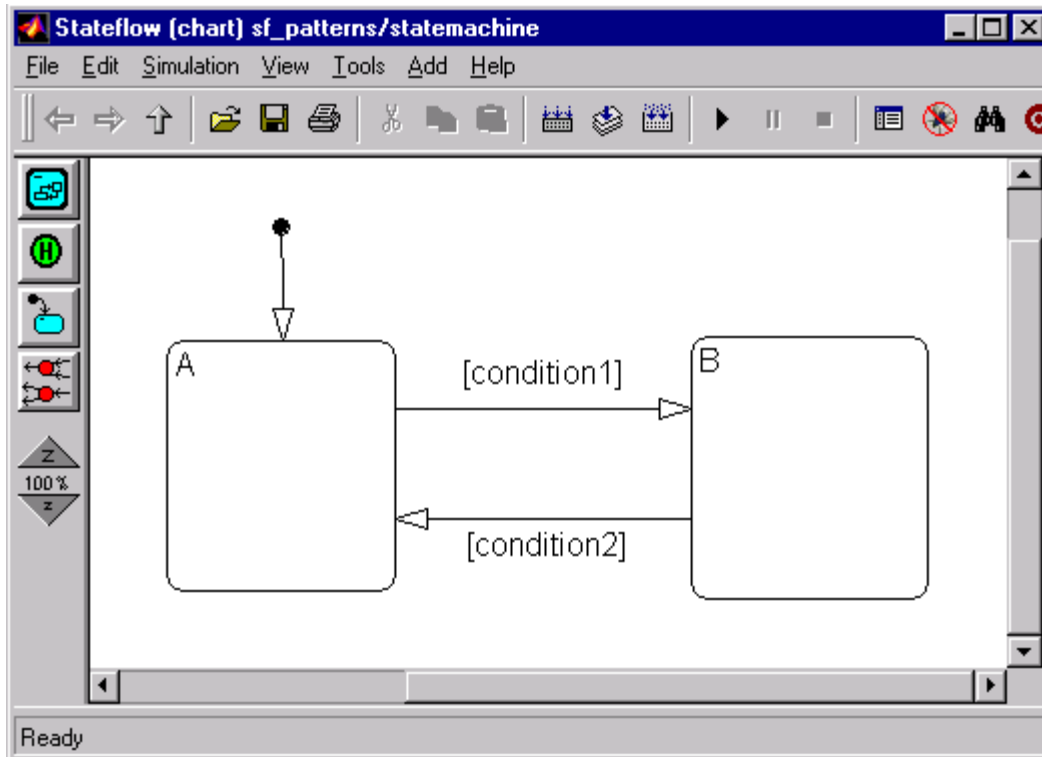 Stateflow (chart) sf_patterns/statemachine
File Edit Simulation View Tools Add Help
H
A
[condition1]
B
Z
100 %
z
[condition2]
Ready